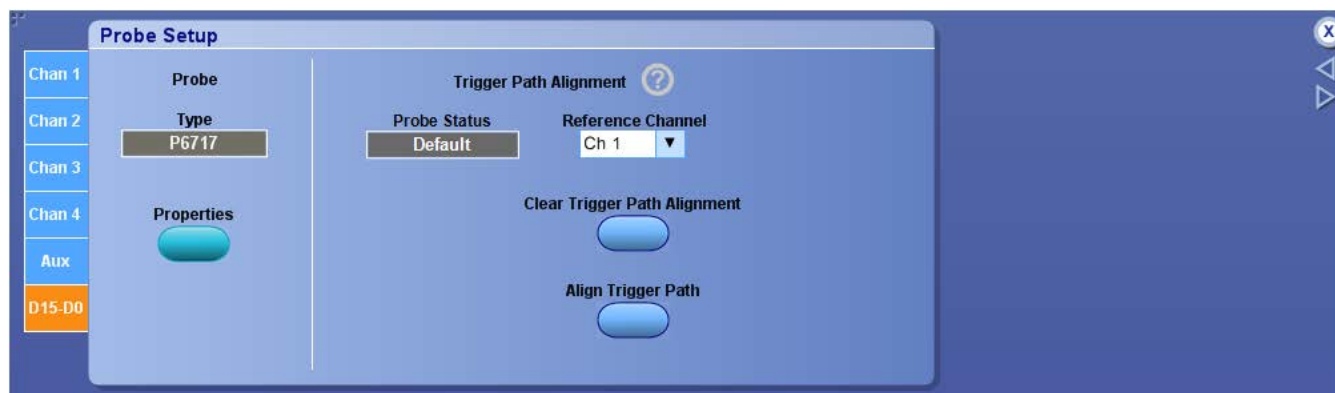 Probe Setup
Chan 1
Chan 2
Chan 3
Chan 4
Aux
D15-D0
Probe
Type
P6717
Properties
Trigger Path Alignment ?
Probe Status
Default
Reference Channel
Ch 1
Clear Trigger Path Alignment
Align Trigger Path
X